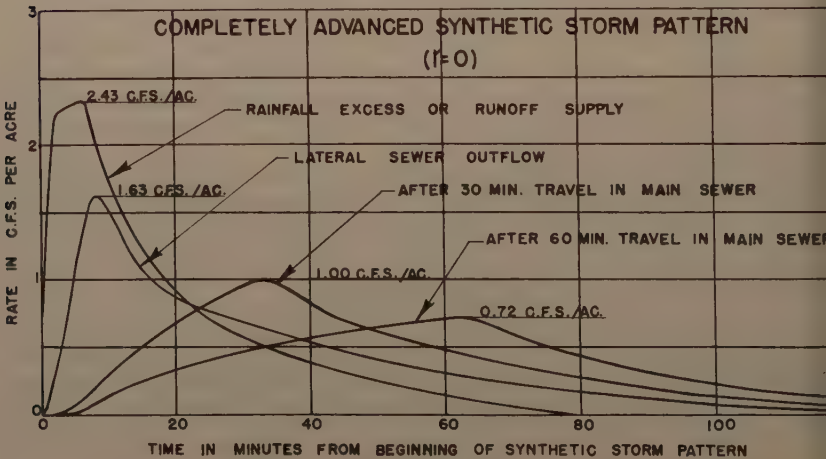 COMPLETELY ADVANCED SYNTHETIC STORM PATTERN
(r=0)
3
2.43 C.F.S./AC.
RAINFALL EXCESS OR RUNOFF SUPPLY
2
LATERAL SEWER OUTFLOW
1.63 C.F.S./AC.
AFTER 30 MIN. TRAVEL IN MAIN SEWER
AFTER 60 MIN. TRAVEL IN MAIN SEWER
1
1.00 C.F.S./AC.
0.72 C.F.S./AC.
0
RATE IN C.F.S. PER ACRE
0 20 40 60 80 100
TIME IN MINUTES FROM BEGINNING OF SYNTHETIC STORM PATTERN